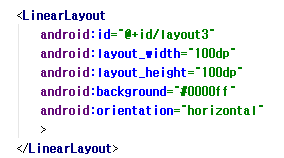 <LinearLayout
android:id="@+id/layout3"
android:layout_width="100dp"
android:layout_height="100dp"
android:background="#0000ff"
android:orientation="horizontal"
>
</LinearLayout>